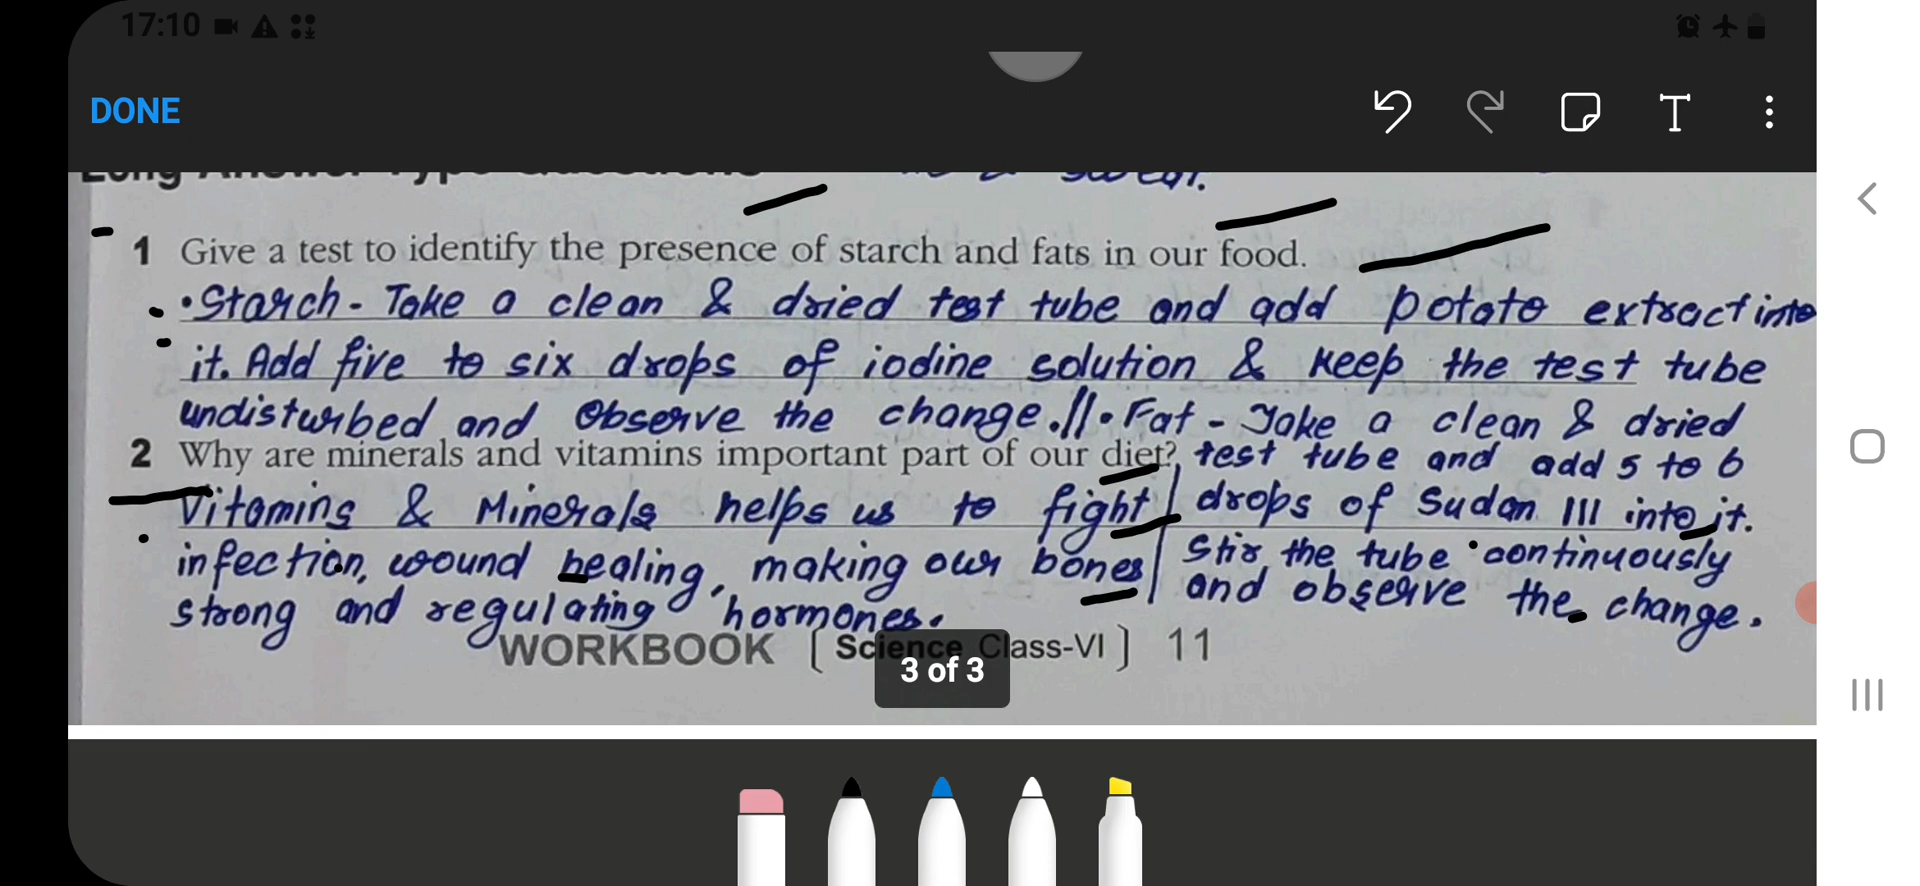 17:10
DONE
Long Answer Type Questions
1 Give a test to identify the presence of starch and fats in our food.
• Starch - Take a clean & dried test tube and add potato extract into
it. Add five to six drops of iodine solution & keep the test tube
undisturbed and observe the change.// • Fat - Take a clean & dried
test tube and add 5 to 6
drops of Sudan III into it.
Stir the tube continuously
and observe the change.
2 Why are minerals and vitamins important part of our diet?
Vitamins & Minerals helps us to fight
infection, wound healing, making our bones
strong and regulating hormones.
WORKBOOK [ Science Class-VI ] 11
3 of 3